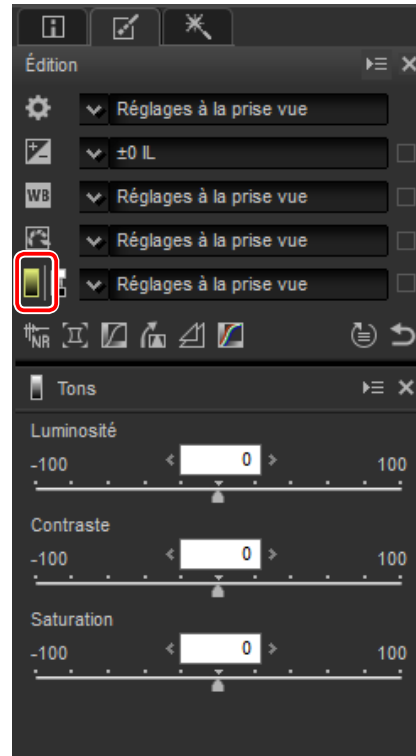 Édition
Réglages à la prise vue
±0 IL
WB Réglages à la prise vue
Réglages à la prise vue
Réglages à la prise vue
NR
Tons
Luminosité
-100 0 100
Contraste
-100 0 100
Saturation
-100 0 100